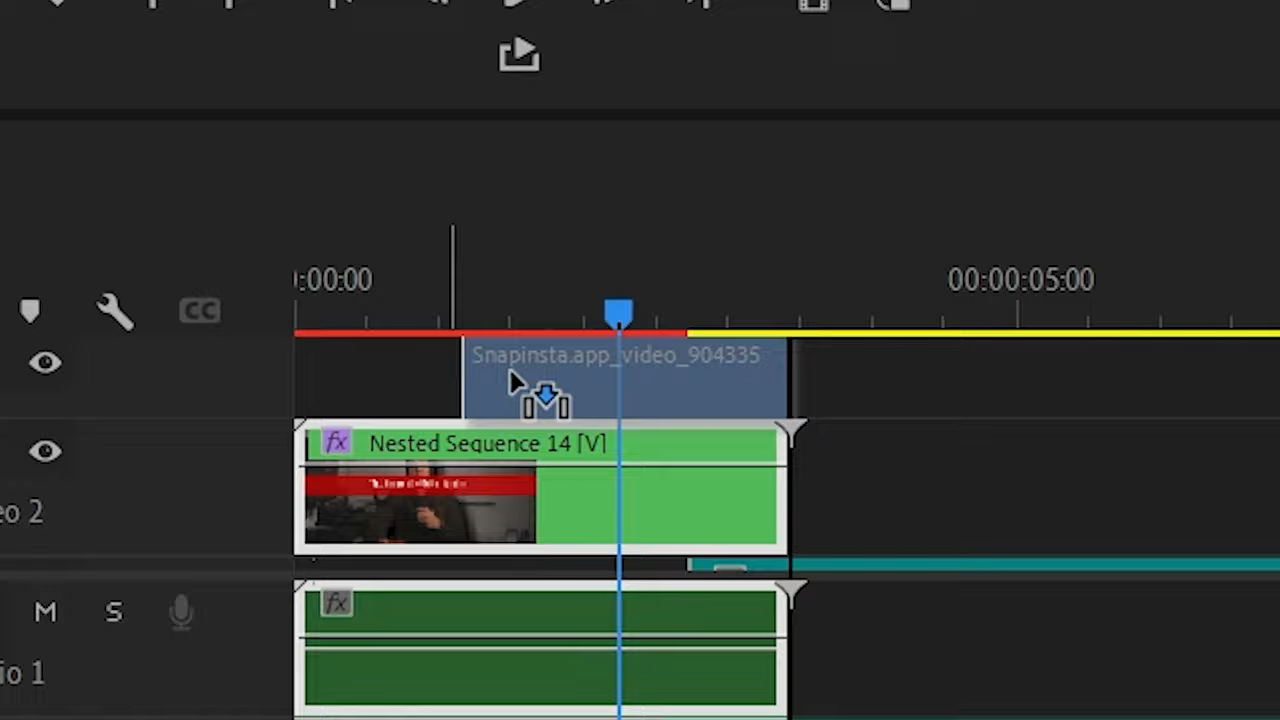 :00:00
00:00:05:00
CC
Snapinsta.app_video_904335
fx Nested Sequence 14 [V]
eo 2
fx
M S
io 1